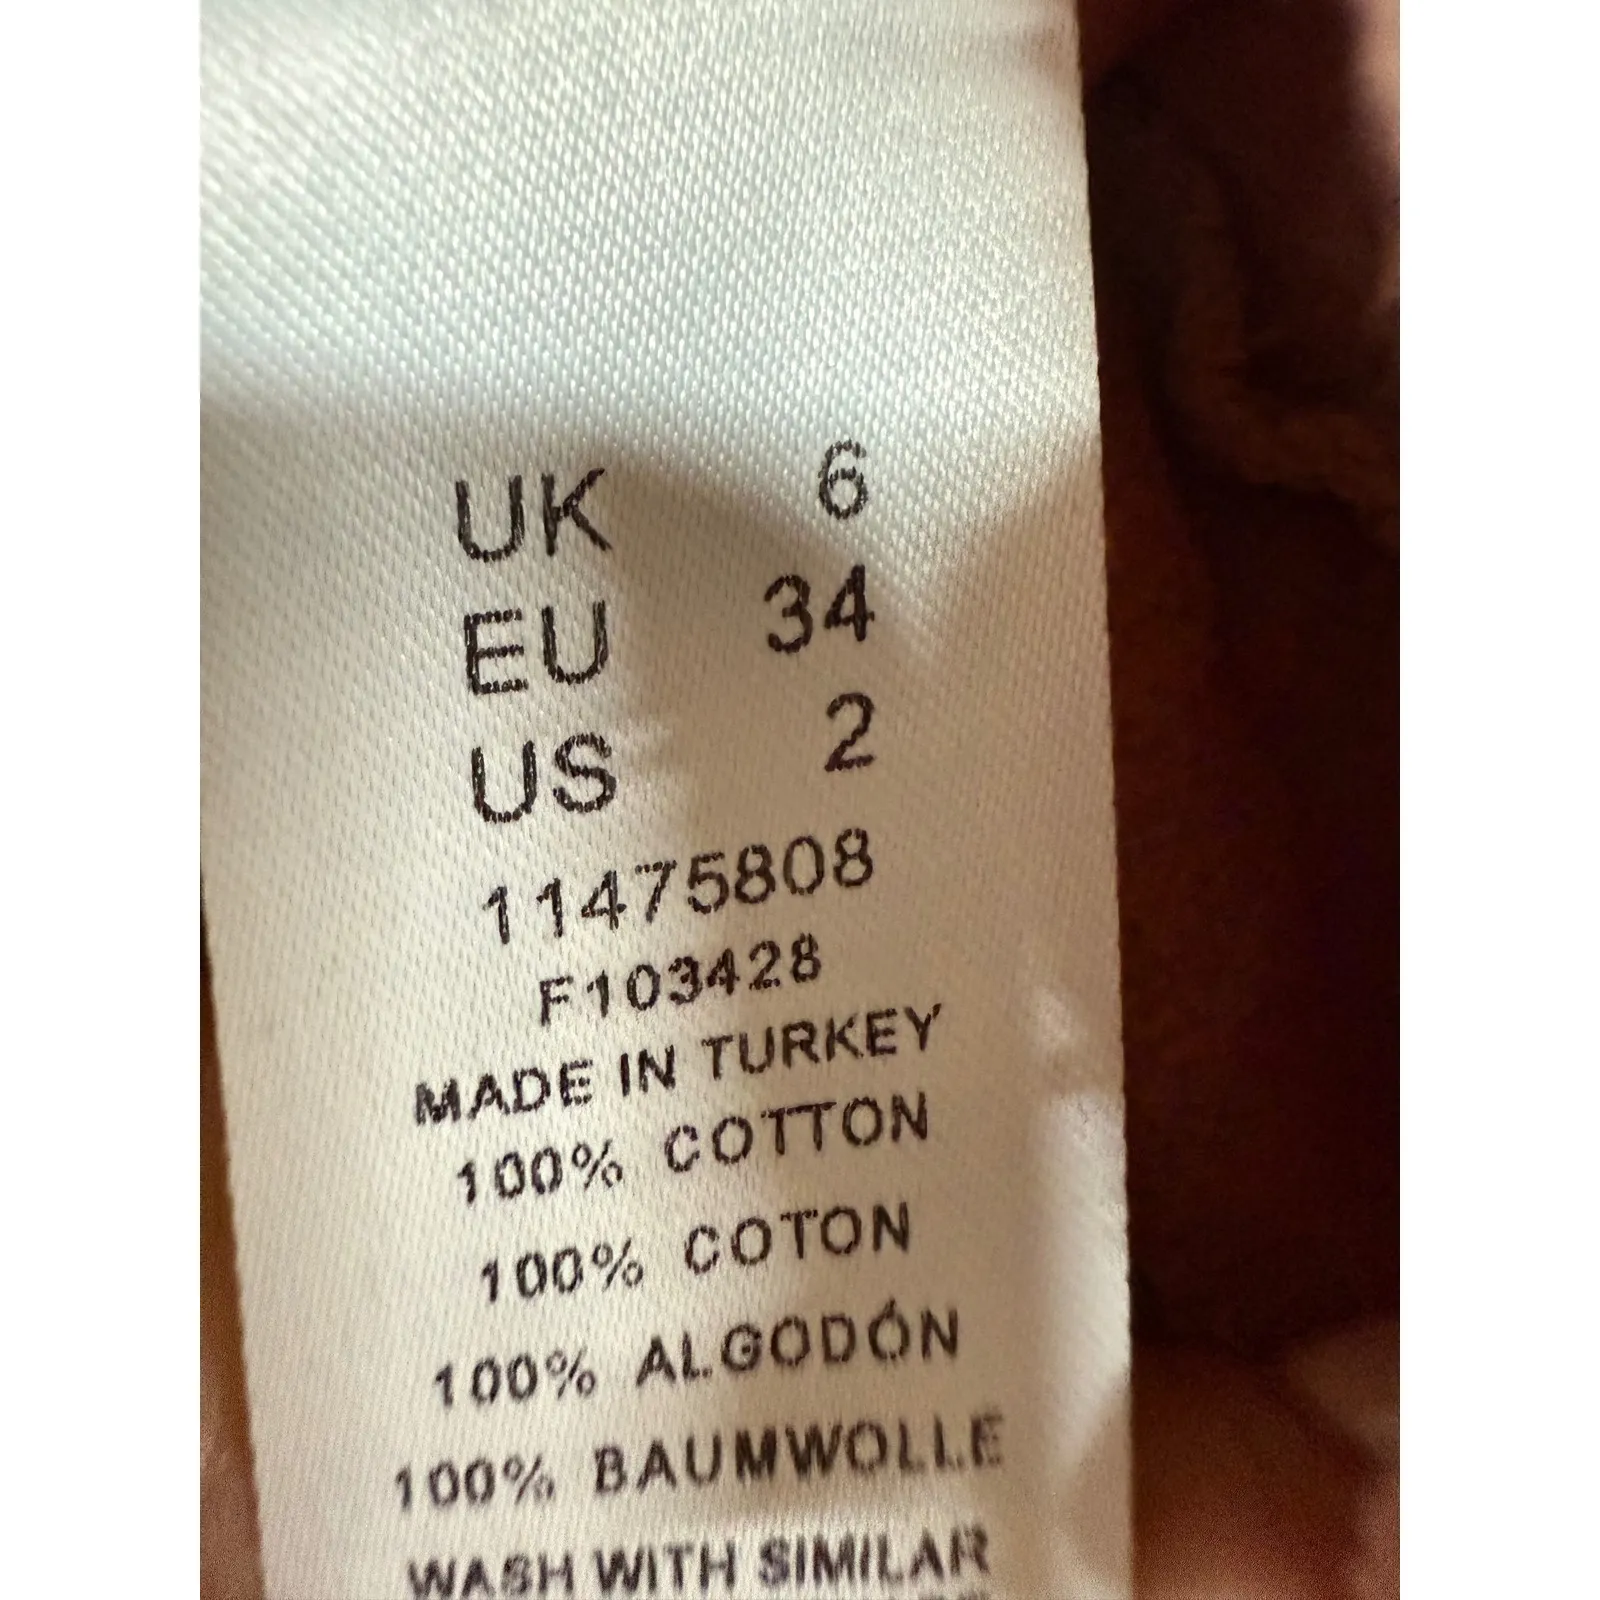 UK 6
EU 34
US 2
11475808
F103428
MADE IN TURKEY
100% COTTON
100% COTON
100% ALGODÓN
100% BAUMWOLLE
WASH WITH SIMILAR